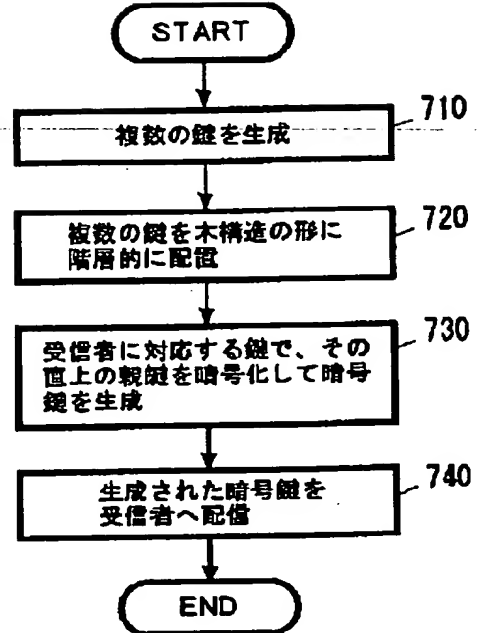 START
複数の鍵を生成
710
複数の鍵を木構造の形に
階層的に配置
720
受信者に対応する鍵で、その
直上の親鍵を暗号化して暗号
鍵を生成
730
生成された暗号鍵を
受信者へ配信
740
END